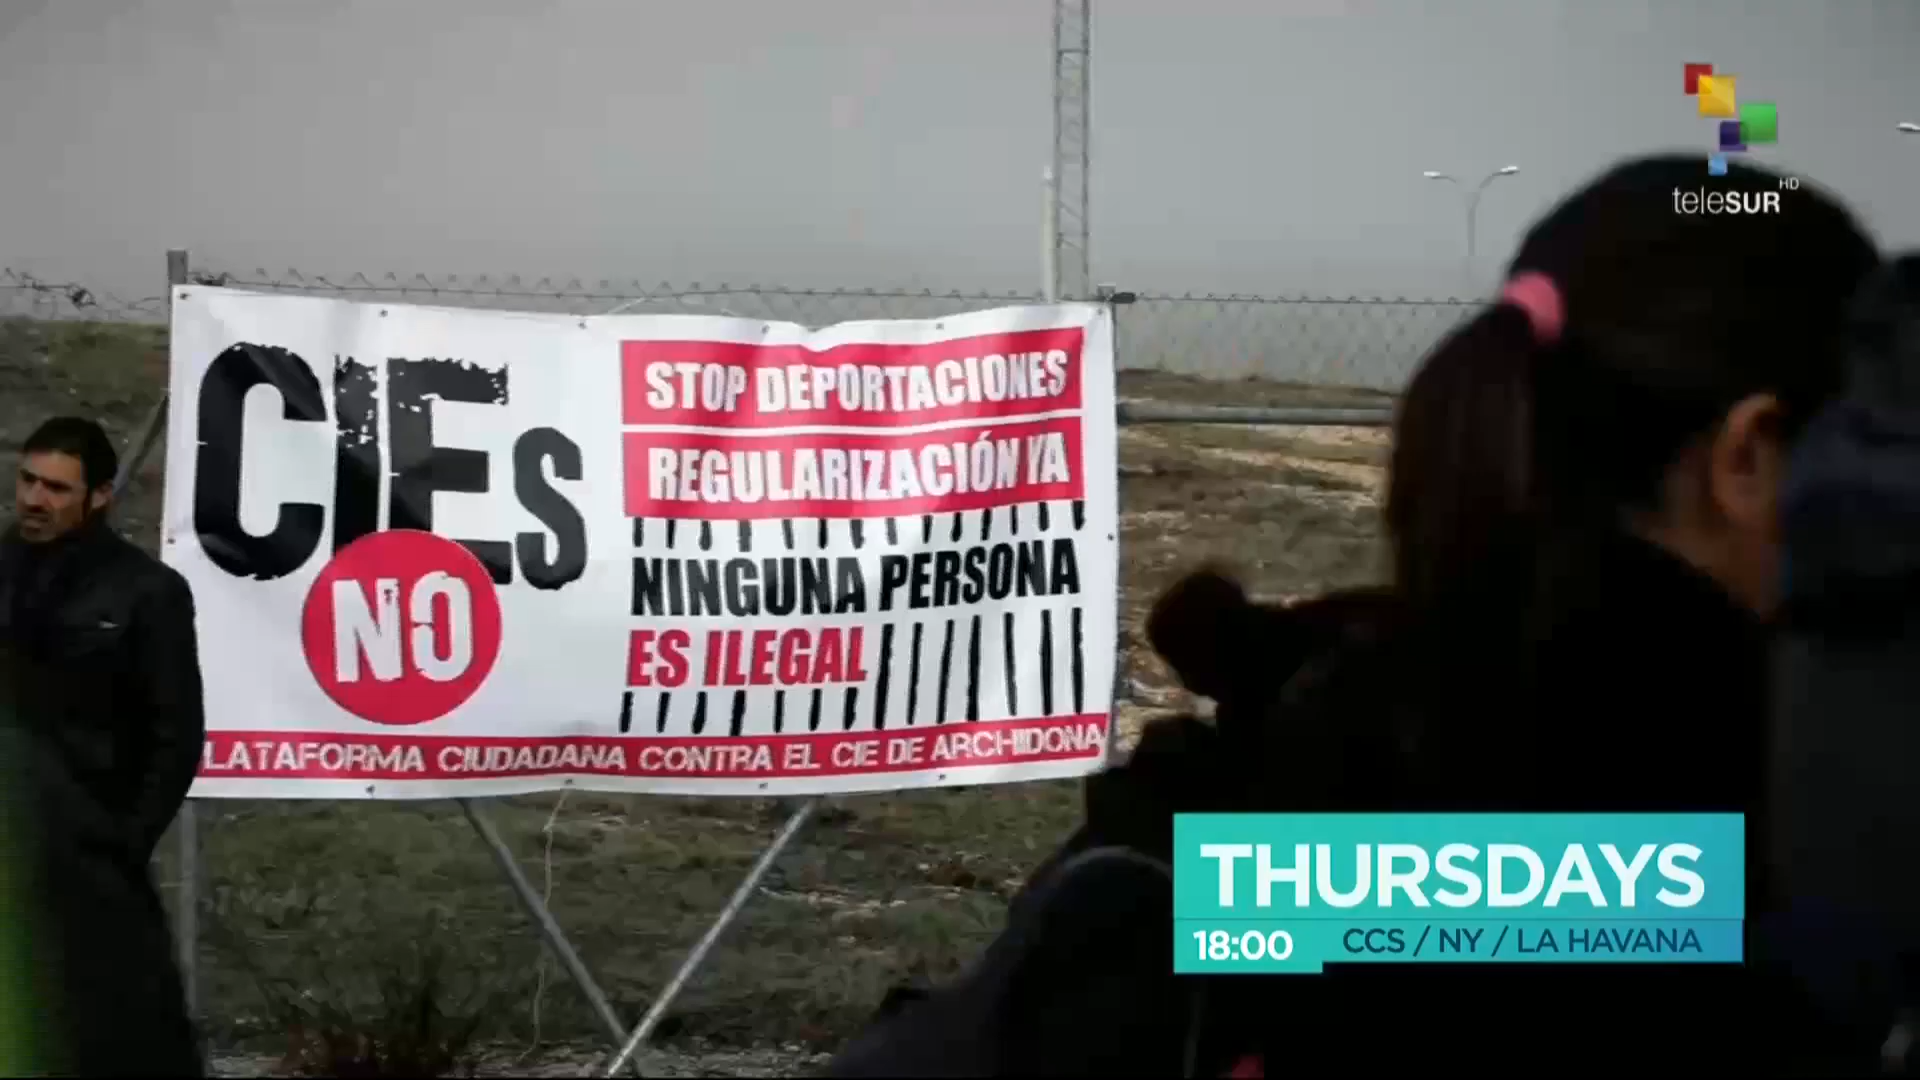 teleSUR HD
CIEs
NO
STOP DEPORTACIONES
REGULARIZACIÓN YA
NINGUNA PERSONA
ES ILEGAL
LATAFORMA CIUDADANA CONTRA EL CIE DE ARCHIDONA
THURSDAYS
18:00 CCS / NY / LA HAVANA